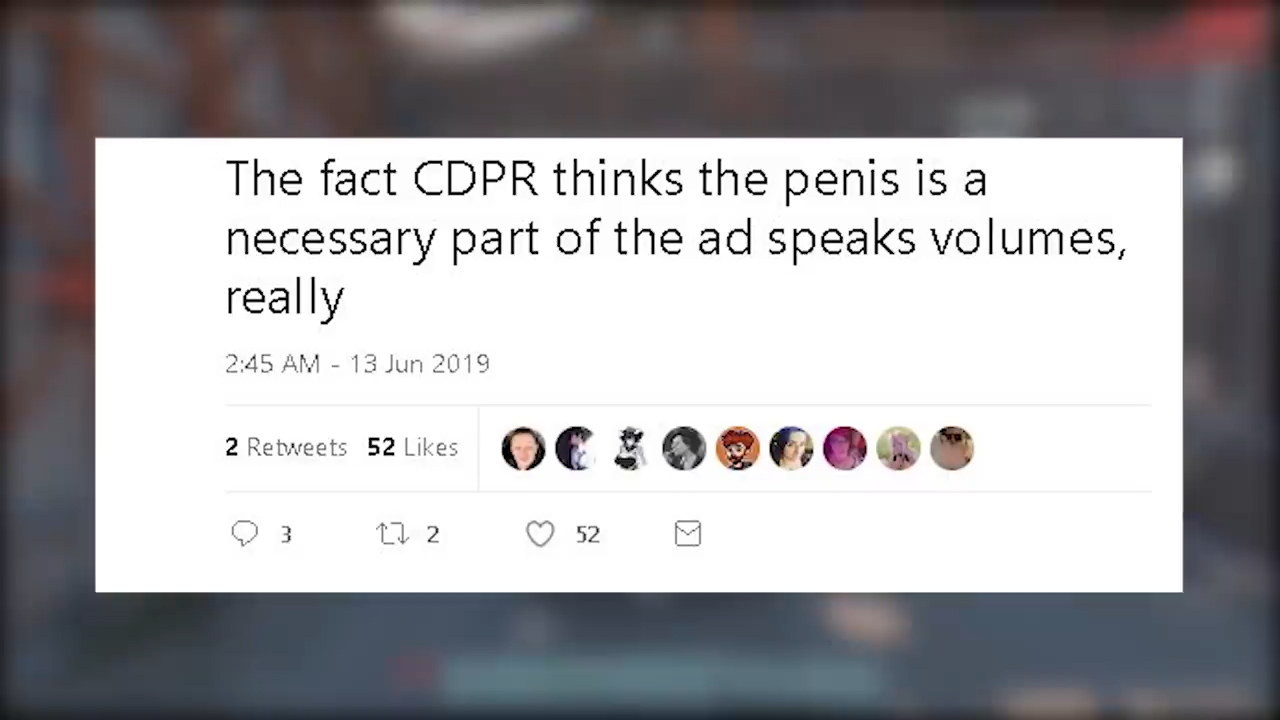 The fact CDPR thinks the penis is a
necessary part of the ad speaks volumes,
really
2:45 AM - 13 Jun 2019
2 Retweets 52 Likes
3 2 52